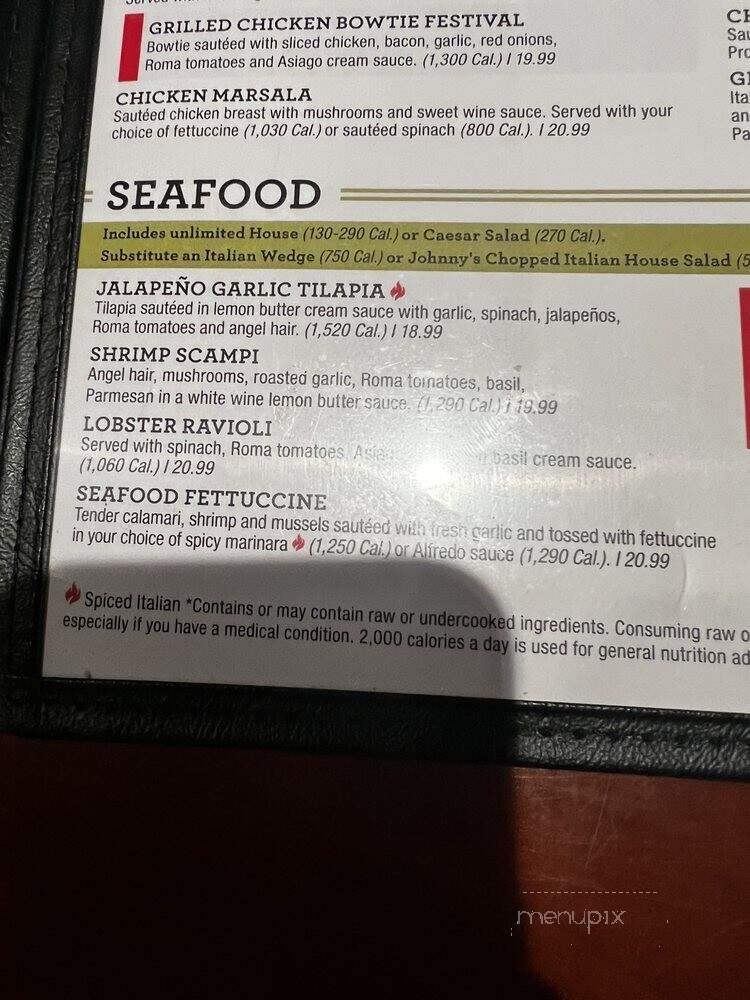 GRILLED CHICKEN BOWTIE FESTIVAL
Bowtie sautéed with sliced chicken, bacon, garlic, red onions,
Roma tomatoes and Asiago cream sauce. (1,300 Cal.) | 19.99
CHICKEN MARSALA
Sautéed chicken breast with mushrooms and sweet wine sauce. Served with your
choice of fettuccine (1,030 Cal.) or sautéed spinach (800 Cal.). | 20.99
SEAFOOD
Includes unlimited House (130-290 Cal.) or Caesar Salad (270 Cal.).
Substitute an Italian Wedge (750 Cal.) or Johnny's Chopped Italian House Salad (5
JALAPEÑO GARLIC TILAPIA
Tilapia sautéed in lemon butter cream sauce with garlic, spinach, jalapeños,
Roma tomatoes and angel hair. (1,520 Cal.) | 18.99
SHRIMP SCAMPI
Angel hair, mushrooms, roasted garlic, Roma tomatoes, basil,
Parmesan in a white wine lemon butter sauce. (1,290 Cal.) | 19.99
LOBSTER RAVIOLI
Served with spinach, Roma tomatoes, basil cream sauce.
(1,060 Cal.) | 20.99
SEAFOOD FETTUCCINE
Tender calamari, shrimp and mussels sautéed with fresh garlic and tossed with fettuccine
in your choice of spicy marinara (1,250 Cal.) or Alfredo sauce (1,290 Cal.). | 20.99
Spiced Italian *Contains or may contain raw or undercooked ingredients. Consuming raw o
especially if you have a medical condition. 2,000 calories a day is used for general nutrition ad
CH
Sau
Pro
Ita
an
Pa
menupix